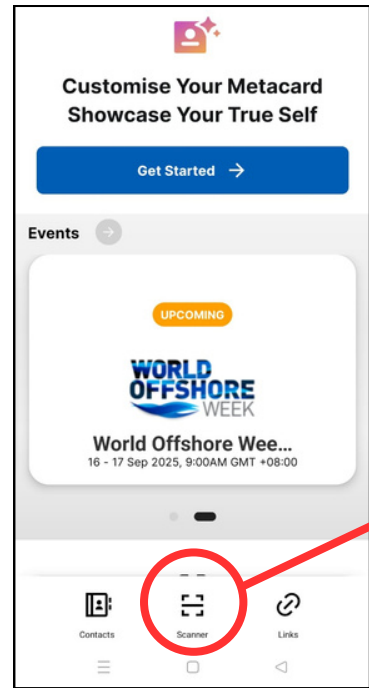 Customise Your Metacard
Showcase Your True Self
Get Started
Events
UPCOMING
WORLD
OFFSHORE
WEEK
World Offshore Wee...
16 - 17 Sep 2025, 9:00AM GMT +08:00
Contacts Scanner Links